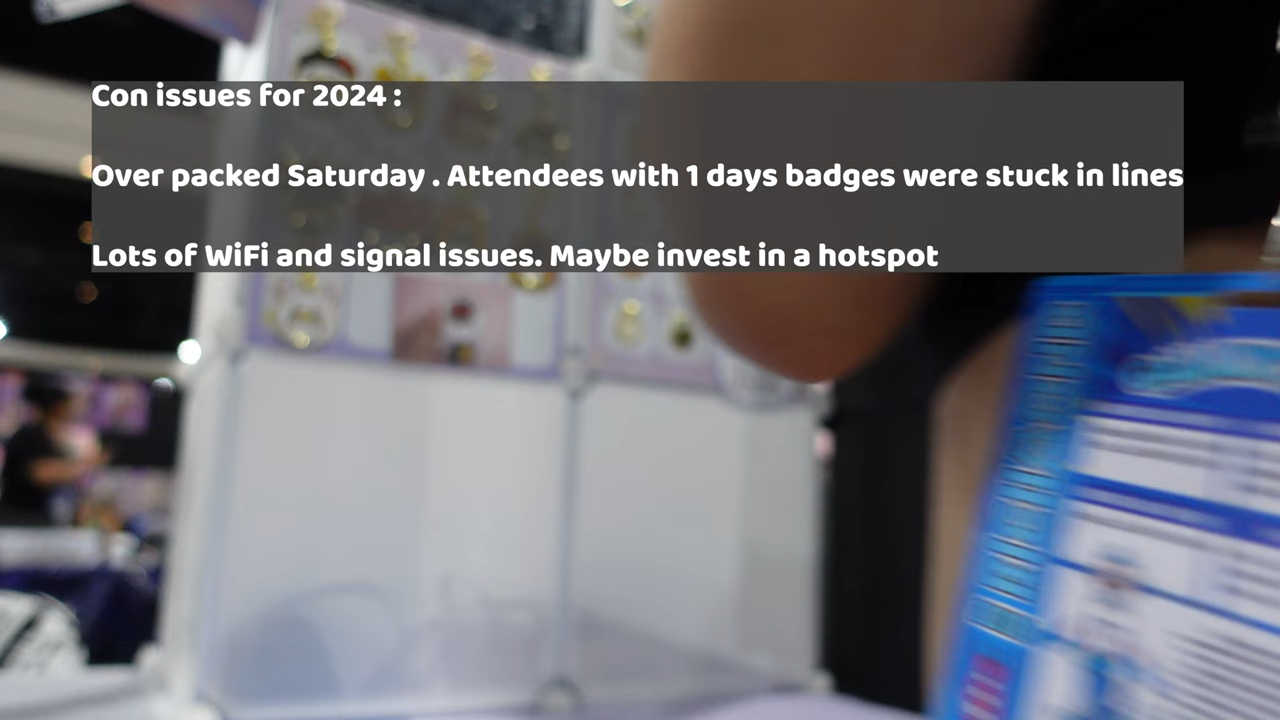 Con issues for 2024 :
Over packed Saturday . Attendees with 1 days badges were stuck in lines
Lots of WiFi and signal issues. Maybe invest in a hotspot